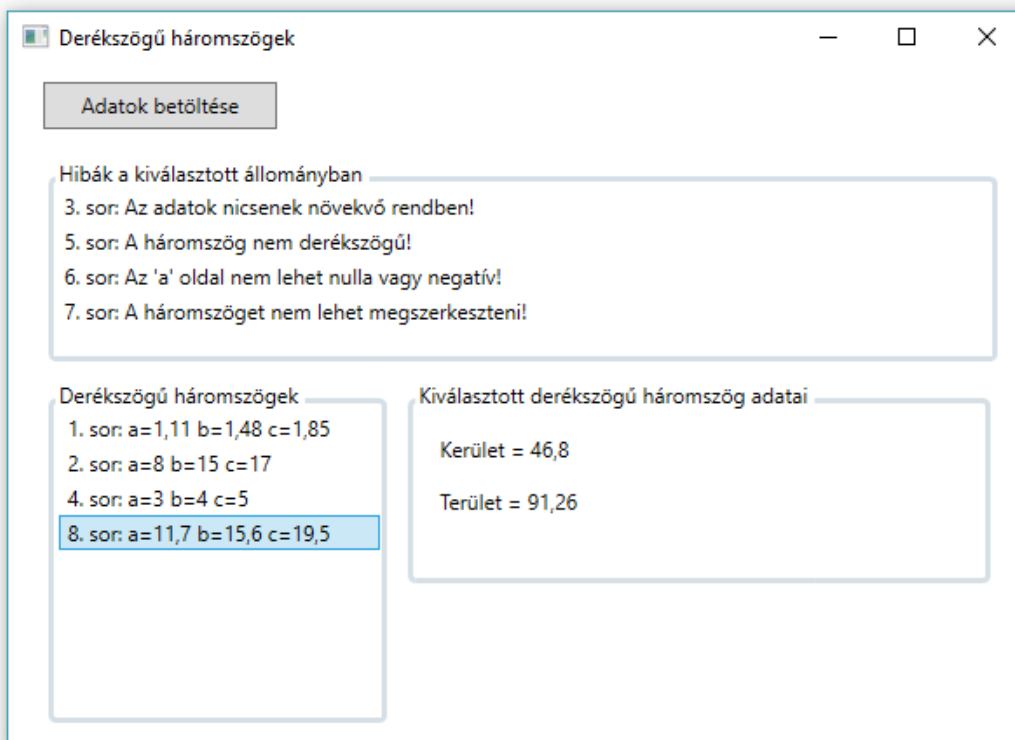 Derékszögű háromszögek
Adatok betöltése
Hibák a kiválasztott állományban
3. sor: Az adatok nicsenek növekvő rendben!
5. sor: A háromszög nem derékszögű!
6. sor: Az 'a' oldal nem lehet nulla vagy negatív!
7. sor: A háromszöget nem lehet megszerkeszteni!
Derékszögű háromszögek
1. sor: a=1,11 b=1,48 c=1,85
2. sor: a=8 b=15 c=17
4. sor: a=3 b=4 c=5
8. sor: a=11,7 b=15,6 c=19,5
Kiválasztott derékszögű háromszög adatai
Kerület = 46,8
Terület = 91,26